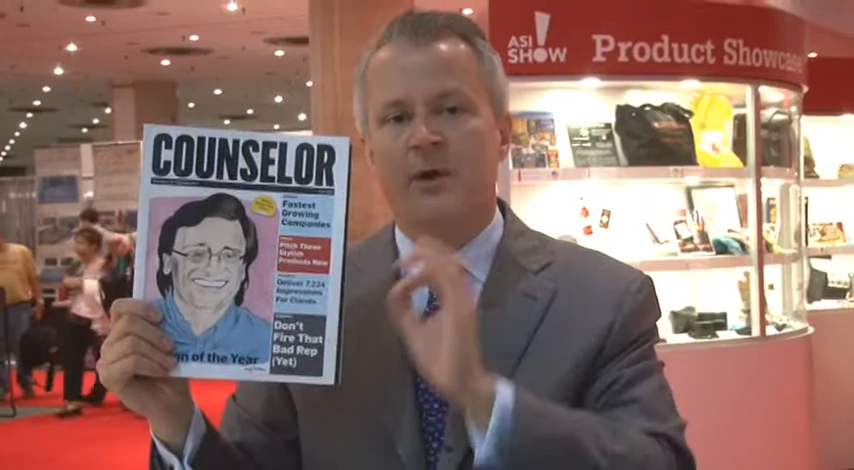 ASI
SHOW
Product Showcase
COUNSELOR
Fastest
Growing
Companies
Pitch Three
Stylish
Products Now
Deliver 7,224
Impressions
For Clients
Don't
Fire That
Bad Rep
(Yet)
n of the Year